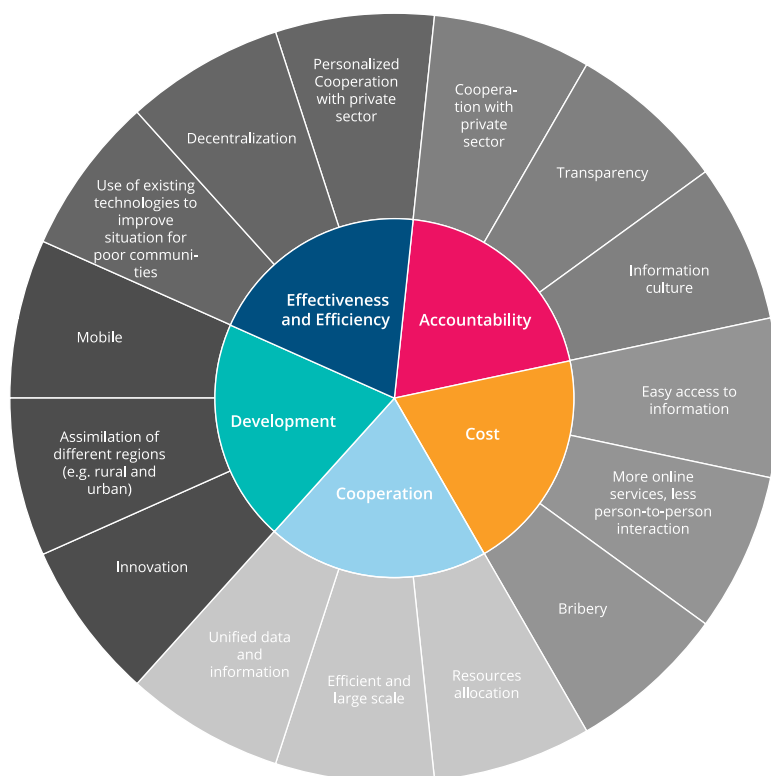 Personalized
Cooperation
with private
sector
Coopera-
tion with
private
sector
Decentralization
Transparency
Use of existing
technologies to
improve
situation for
poor communi-
ties
Information
culture
Effectiveness
and Efficiency
Accountability
Mobile
Easy access to
information
Development
Cost
Assimilation of
different regions
(e.g. rural and
urban)
More online
services, less
person-to-person
interaction
Cooperation
Innovation
Bribery
Unified data
and
information
Efficient and
large scale
Resources
allocation